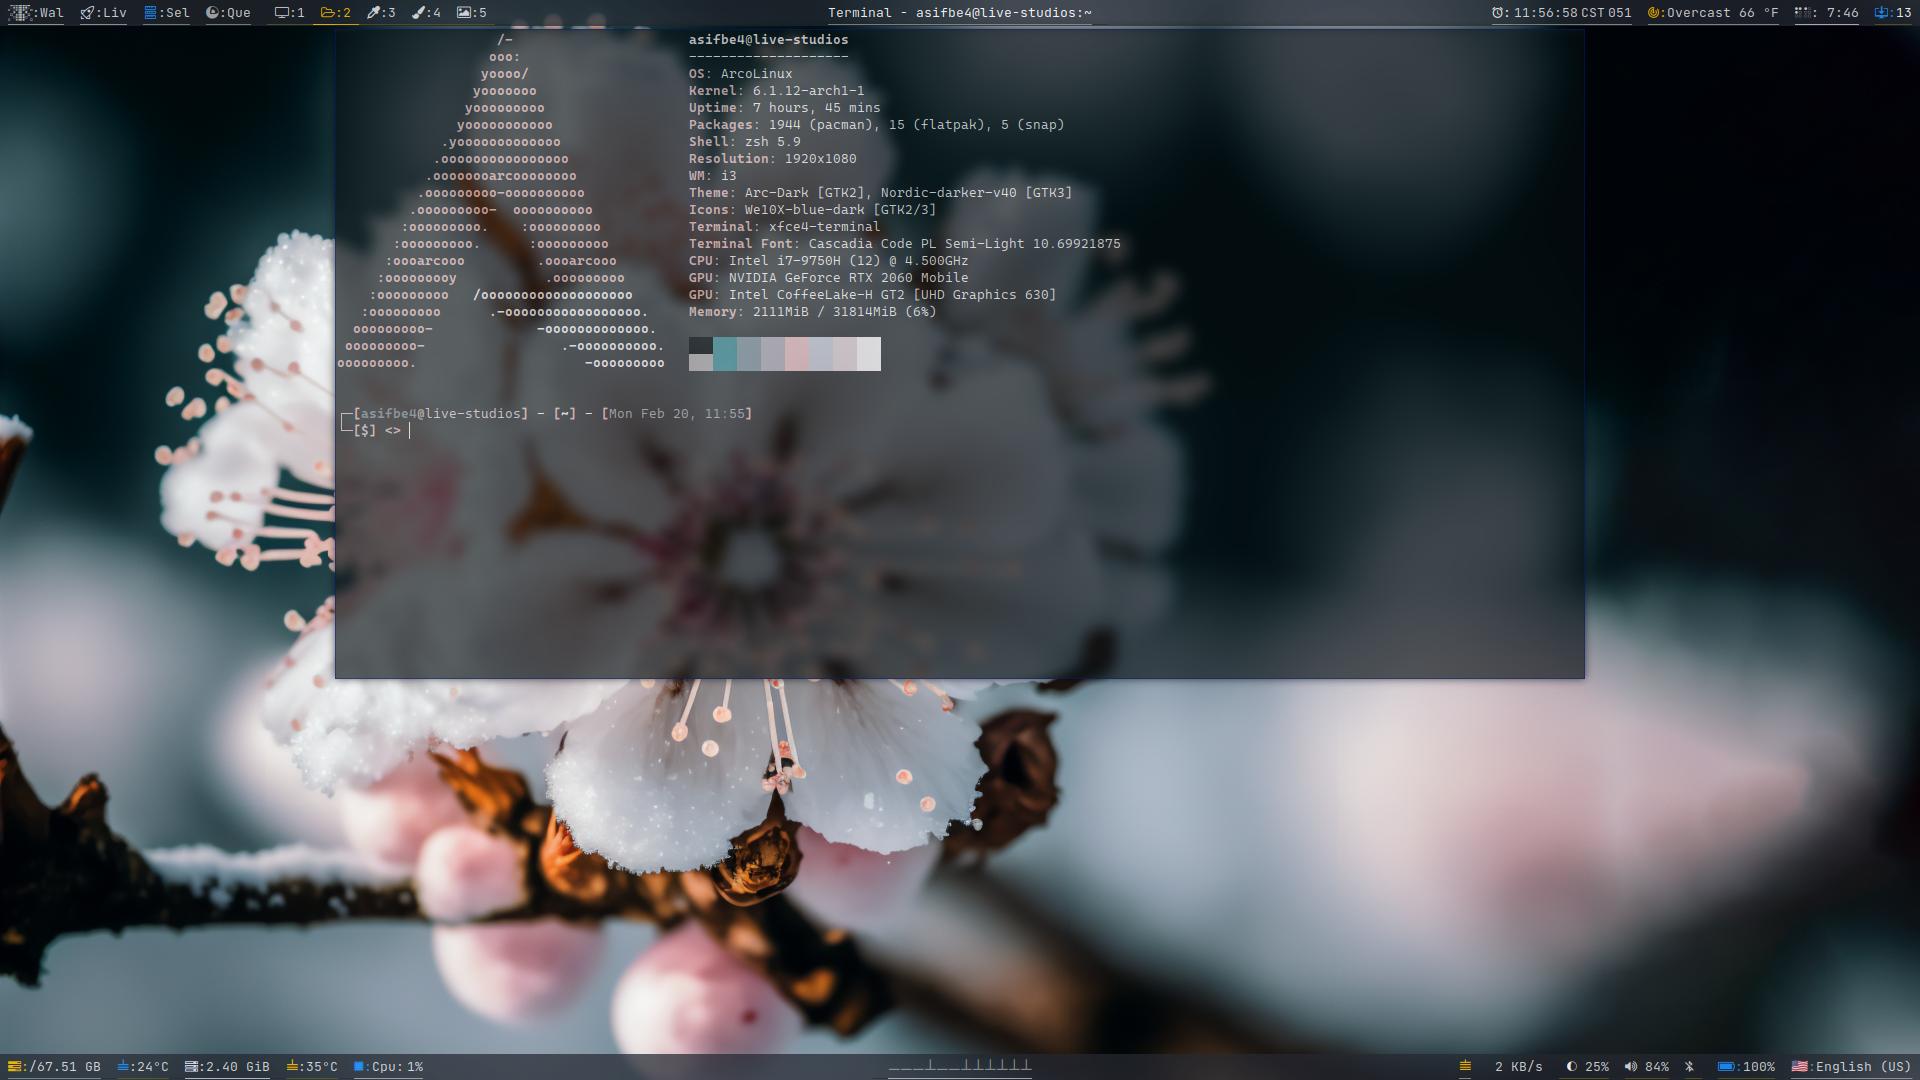 :Wal :Liv :Sel :Que :1 :2 :3 :4 :5 Terminal - asifbe4@live-studios:~ : 11:56:58 CST 051 :Overcast 66 °F : 7:46 :13
/-
ooo:
yoooo/
yooooooo
yooooooooo
yooooooooooo
.yooooooooooooo
.oooooooooooooooo
.oooooooarcoooooooo
.ooooooooo-oooooooooo
.ooooooooo-  oooooooooo
:ooooooooo.    :ooooooooo
:ooooooooo.      :ooooooooo
:oooarcooo         .oooarcooo
:ooooooooy           .ooooooooo
:ooooooooo   /ooooooooooooooooooo
:ooooooooo      .-ooooooooooooooooo.
ooooooooo-             -ooooooooooooo.
ooooooooo-                 .-oooooooooo.
ooooooooo.                     -ooooooooo
asifbe4@live-studios
--------------------
OS: ArcoLinux
Kernel: 6.1.12-arch1-1
Uptime: 7 hours, 45 mins
Packages: 1944 (pacman), 15 (flatpak), 5 (snap)
Shell: zsh 5.9
Resolution: 1920x1080
WM: i3
Theme: Arc-Dark [GTK2], Nordic-darker-v40 [GTK3]
Icons: We10X-blue-dark [GTK2/3]
Terminal: xfce4-terminal
Terminal Font: Cascadia Code PL Semi-Light 10.69921875
CPU: Intel i7-9750H (12) @ 4.500GHz
GPU: NVIDIA GeForce RTX 2060 Mobile
GPU: Intel CoffeeLake-H GT2 [UHD Graphics 630]
Memory: 2111MiB / 31814MiB (6%)
┌─[asifbe4@live-studios] - [~] - [Mon Feb 20, 11:55]
└─[$] <>
:/67.51 GB :24°C :2.40 GiB :35°C :Cpu: 1% 2 KB/s 25% 84% :100% :English (US)